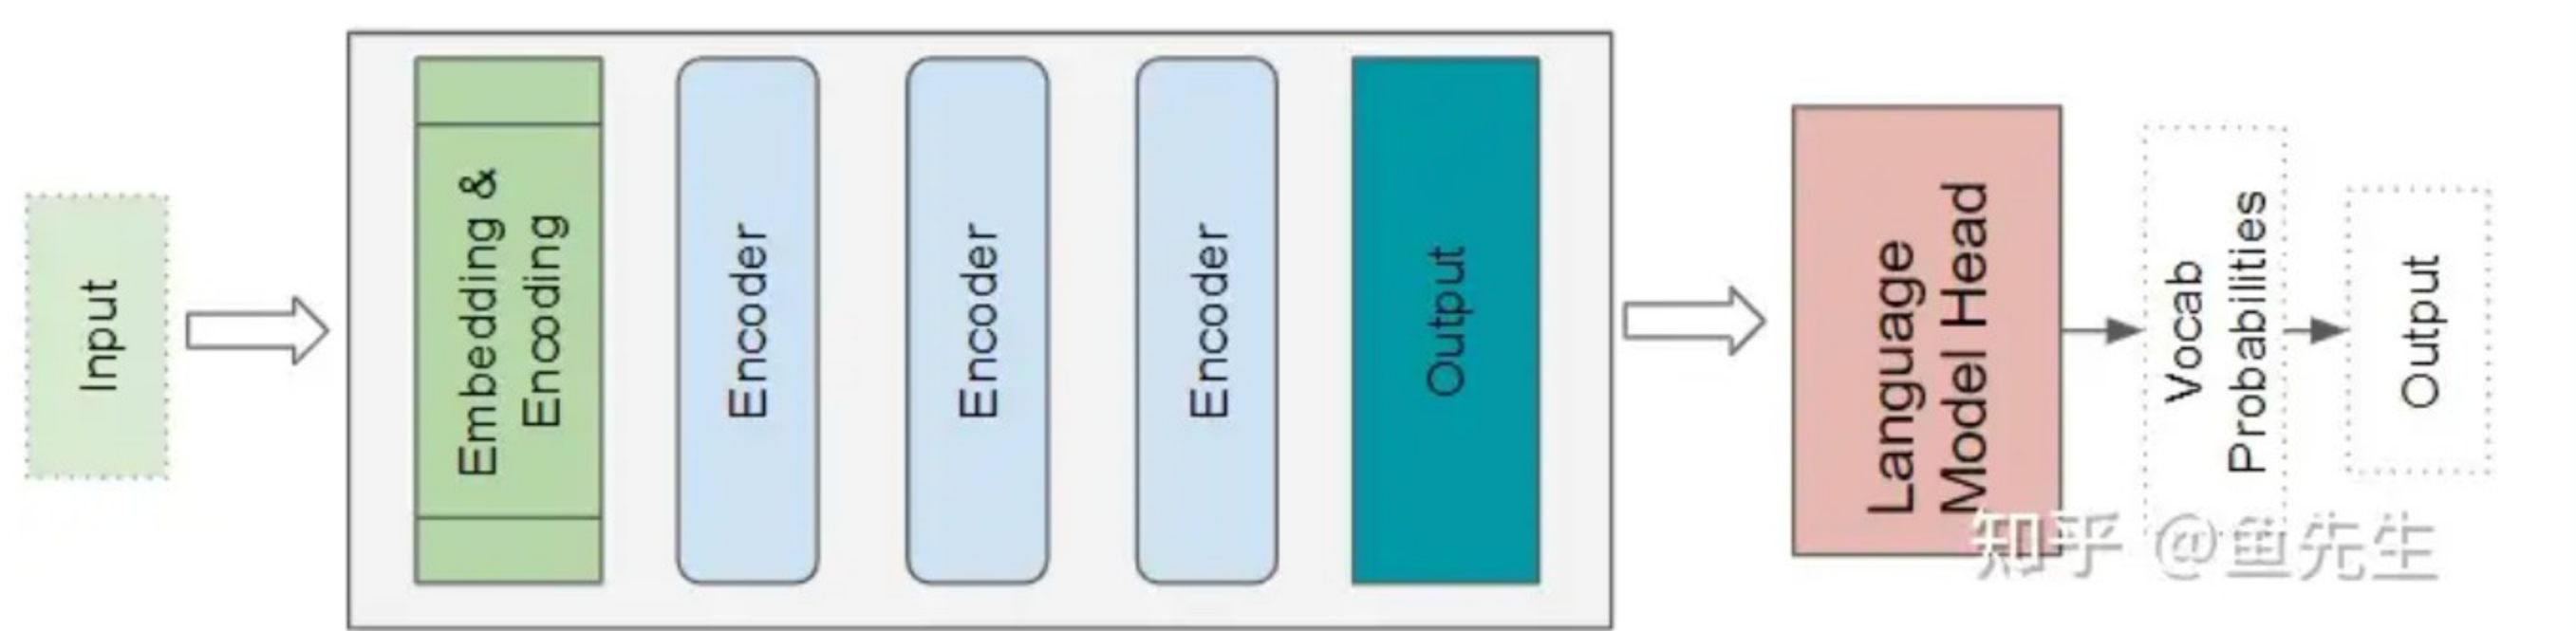 Input
Embedding &
Encoding
Encoder
Encoder
Encoder
Output
Language
Model Head
Vocab
Probabilities
Output
知乎 @鱼先生